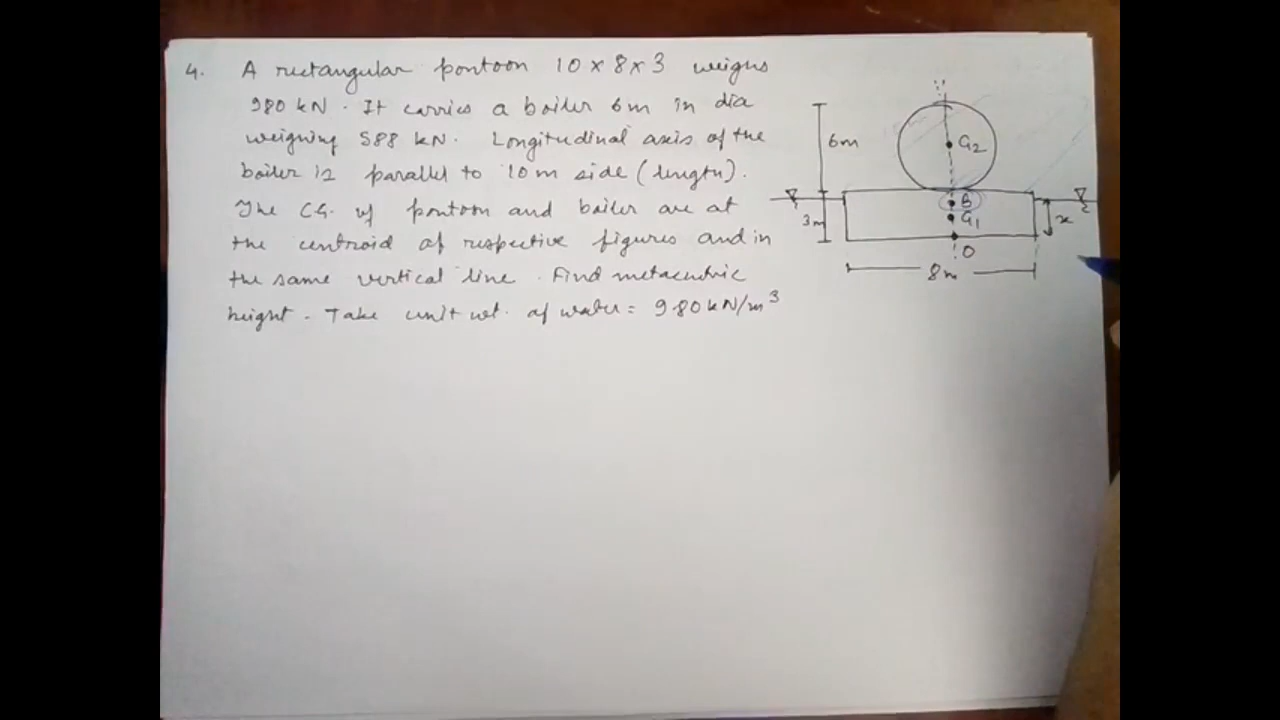 4. A rectangular pontoon 10 x 8 x 3 weighs
980 kN. It carries a boiler 6m in dia
weighing 588 kN. Longitudinal axis of the
boiler is parallel to 10m side (length).
The C.G. of pontoon and boiler are at
the centroid of respective figures and in
the same vertical line. Find metacentric
height. Take unit wt. of water = 9.80 kN/m³
6m
G2
B
G1
3m
x
O
8m